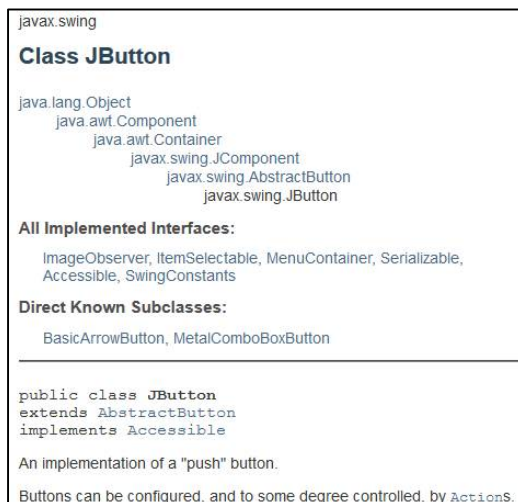 javax.swing
Class JButton
java.lang.Object
java.awt.Component
java.awt.Container
javax.swing.JComponent
javax.swing.AbstractButton
javax.swing.JButton
All Implemented Interfaces:
ImageObserver, ItemSelectable, MenuContainer, Serializable,
Accessible, SwingConstants
Direct Known Subclasses:
BasicArrowButton, MetalComboBoxButton
public class JButton
extends AbstractButton
implements Accessible
An implementation of a "push" button.
Buttons can be configured, and to some degree controlled, by Actions.